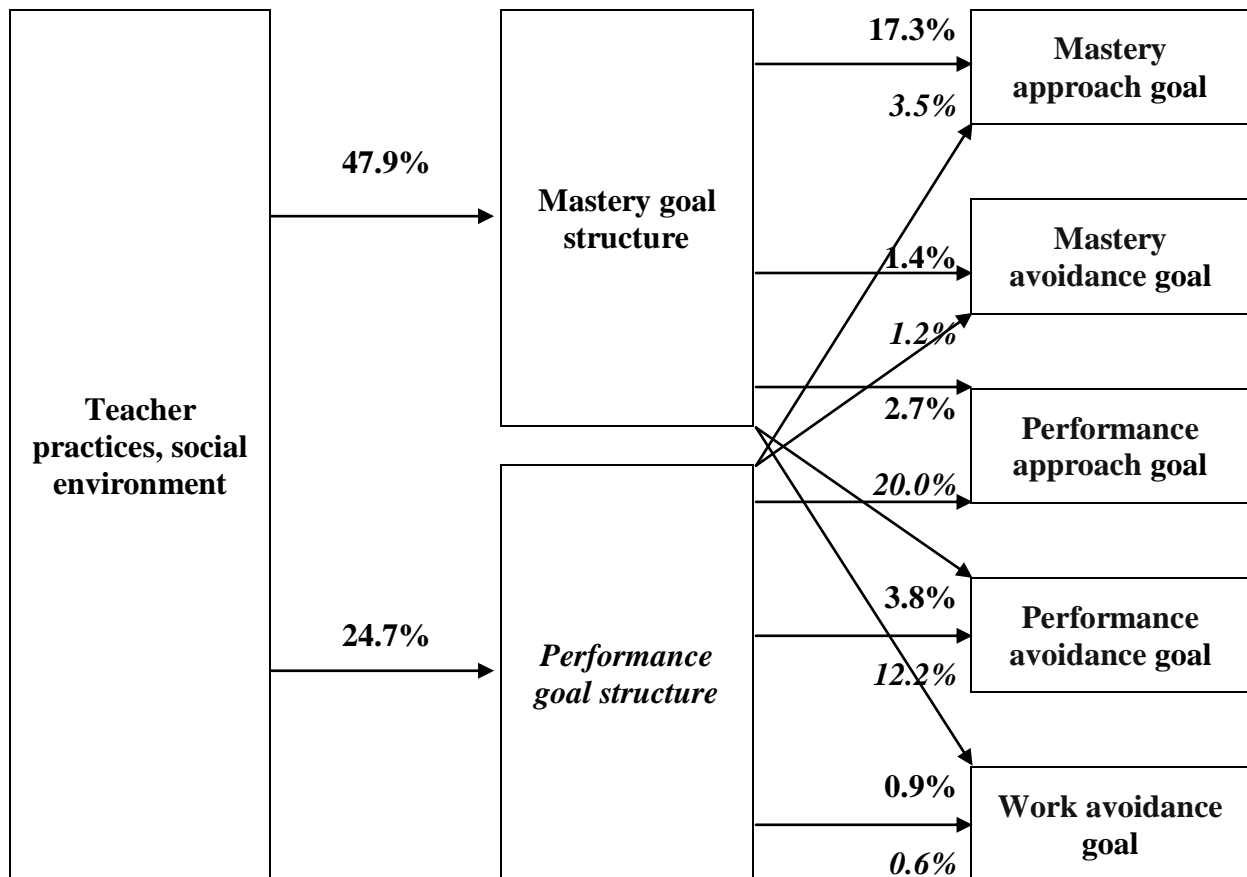 17.3%
Mastery
approach goal
3.5%
47.9%
Mastery goal
structure
1.4%
Mastery
avoidance goal
1.2%
Teacher
practices, social
environment
2.7%
Performance
approach goal
20.0%
24.7%
Performance
goal structure
3.8%
Performance
avoidance goal
12.2%
0.9%
Work avoidance
goal
0.6%